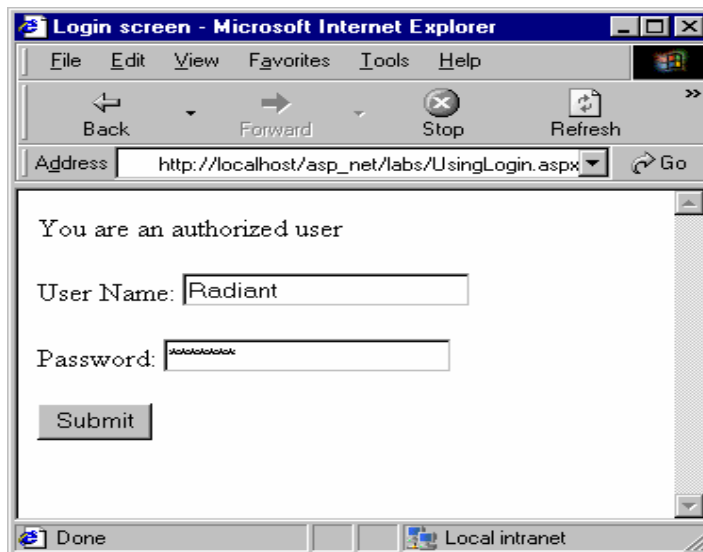 Login screen - Microsoft Internet Explorer
File Edit View Favorites Tools Help
Back Forward Stop Refresh »
Address http://localhost/asp_net/labs/UsingLogin.aspx Go
You are an authorized user
User Name: Radiant
Password: ********
Submit
Done Local intranet